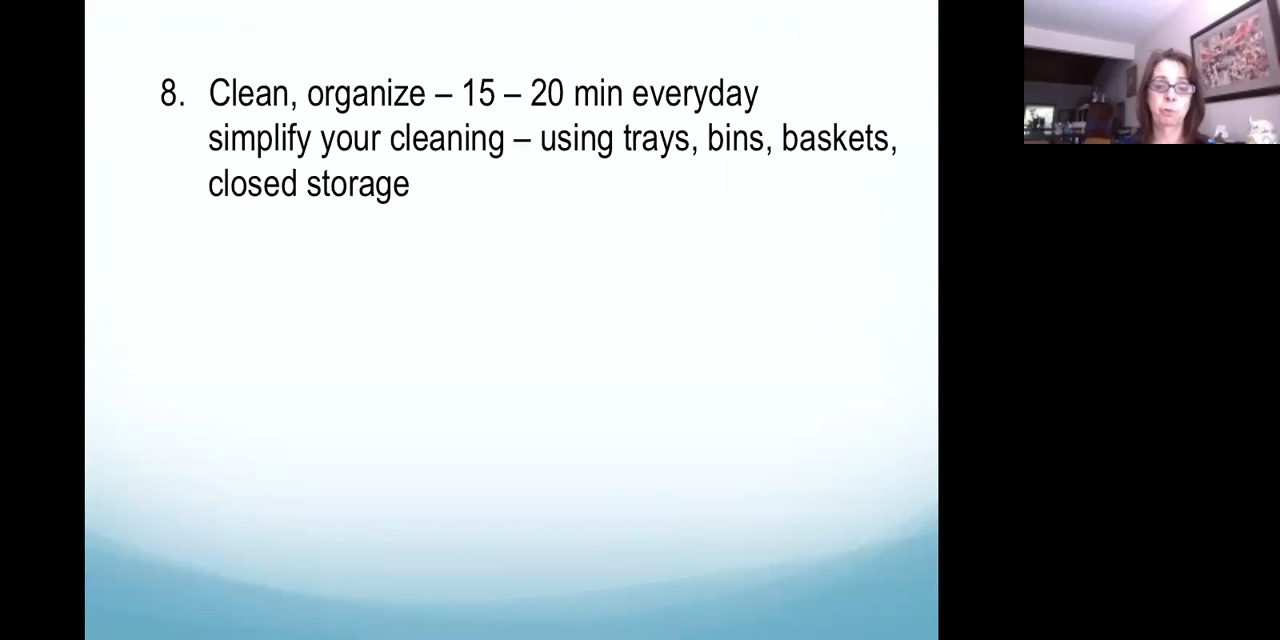 8. Clean, organize – 15 – 20 min everyday
simplify your cleaning – using trays, bins, baskets,
closed storage